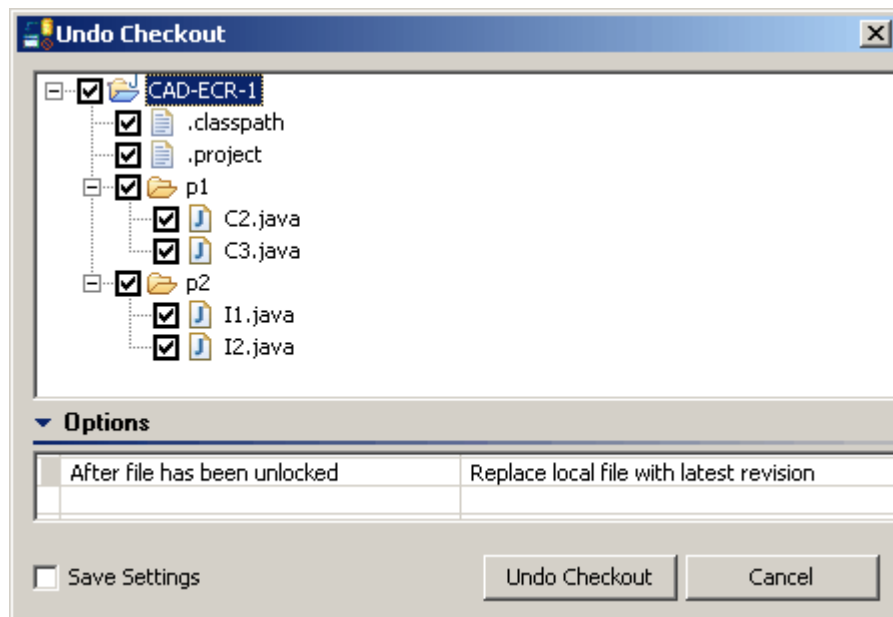 Undo Checkout
CAD-ECR-1
.classpath
.project
p1
C2.java
C3.java
p2
I1.java
I2.java
Options
After file has been unlocked Replace local file with latest revision
Save Settings Undo Checkout Cancel